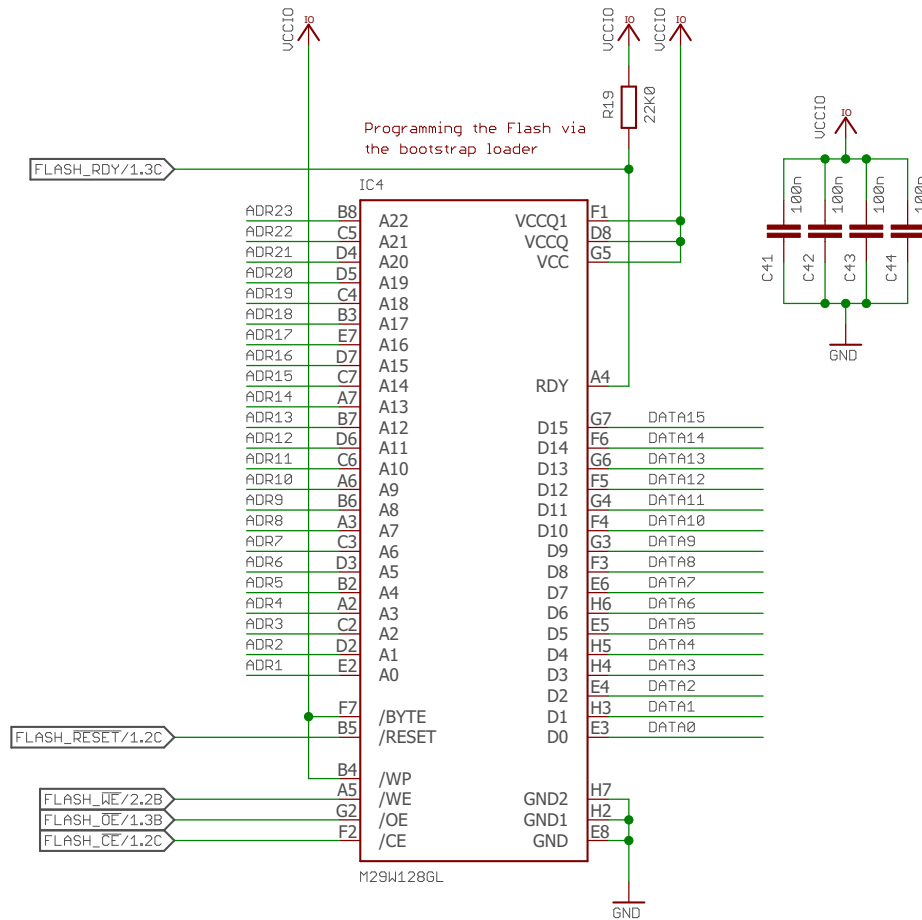 VCCIO
IO
VCCIO
IO
VCCIO
IO
R19
22K0
VCCIO
IO
Programming the Flash via
the bootstrap loader
FLASH_RDY/1.3C
IC4
100n
100n
100n
100n
C41
C42
C43
C44
GND
ADR23 B8 A22
ADR22 C5 A21
ADR21 D4 A20
ADR20 D5 A19
ADR19 C4 A18
ADR18 B3 A17
ADR17 E7 A16
ADR16 D7 A15
ADR15 C7 A14
ADR14 A7 A13
ADR13 B7 A12
ADR12 D6 A11
ADR11 C6 A10
ADR10 A6 A9
ADR9 B6 A8
ADR8 A3 A7
ADR7 C3 A6
ADR6 D3 A5
ADR5 B2 A4
ADR4 A2 A3
ADR3 C2 A2
ADR2 D2 A1
ADR1 E2 A0
F7 /BYTE
FLASH_RESET/1.2C B5 /RESET
B4 /WP
FLASH_WE/2.2B A5 /WE
FLASH_OE/1.3B G2 /OE
FLASH_CE/1.2C F2 /CE
VCCQ1 F1
VCCQ D8
VCC G5
RDY A4
D15 G7 DATA15
D14 F6 DATA14
D13 G6 DATA13
D12 F5 DATA12
D11 G4 DATA11
D10 F4 DATA10
D9 G3 DATA9
D8 F3 DATA8
D7 E6 DATA7
D6 H6 DATA6
D5 E5 DATA5
D4 H5 DATA4
D3 H4 DATA3
D2 E4 DATA2
D1 H3 DATA1
D0 E3 DATA0
GND2 H7
GND1 H2
GND E8
M29W128GL
GND